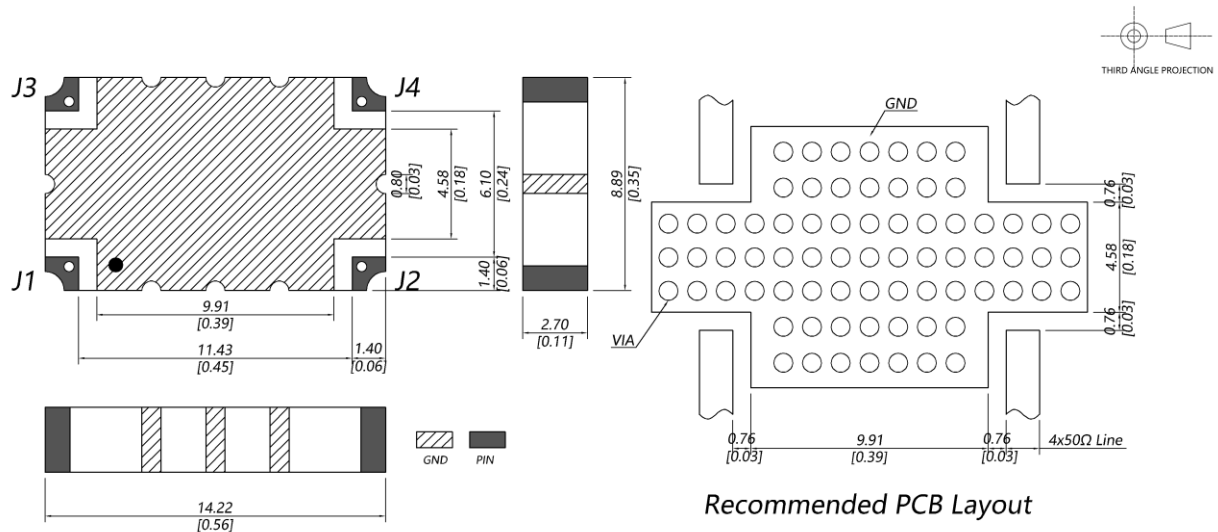 THIRD ANGLE PROJECTION
J3
J4
J1
J2
0.80
[0.03]
4.58
[0.18]
6.10
[0.24]
1.40
[0.06]
9.91
[0.39]
11.43
[0.45]
1.40
[0.06]
8.89
[0.35]
2.70
[0.11]
GND
VIA
0.76
[0.03]
4.58
[0.18]
0.76
[0.03]
0.76
[0.03]
9.91
[0.39]
0.76
[0.03]
4x50Ω Line
GND
PIN
14.22
[0.56]
Recommended PCB Layout